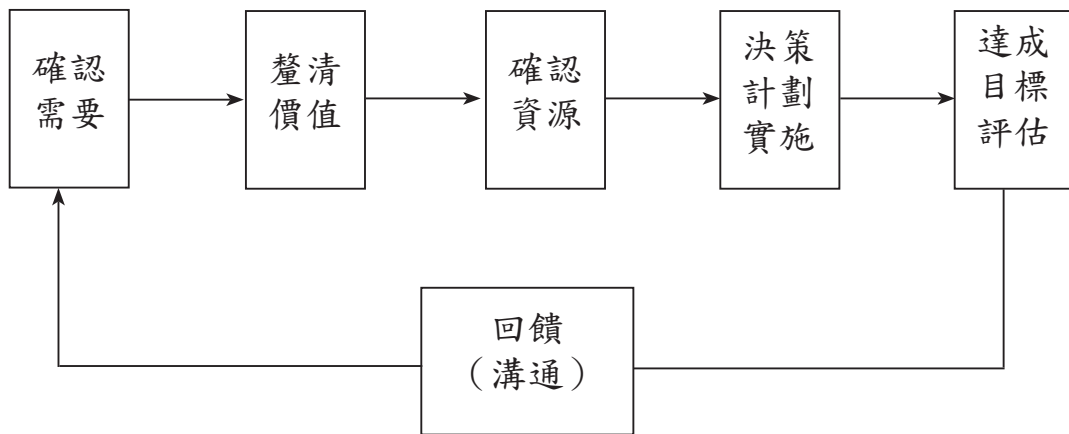 確認
需要
釐清
價值
確認
資源
決策
計劃
實施
達成
目標
評估
回饋
（溝通）